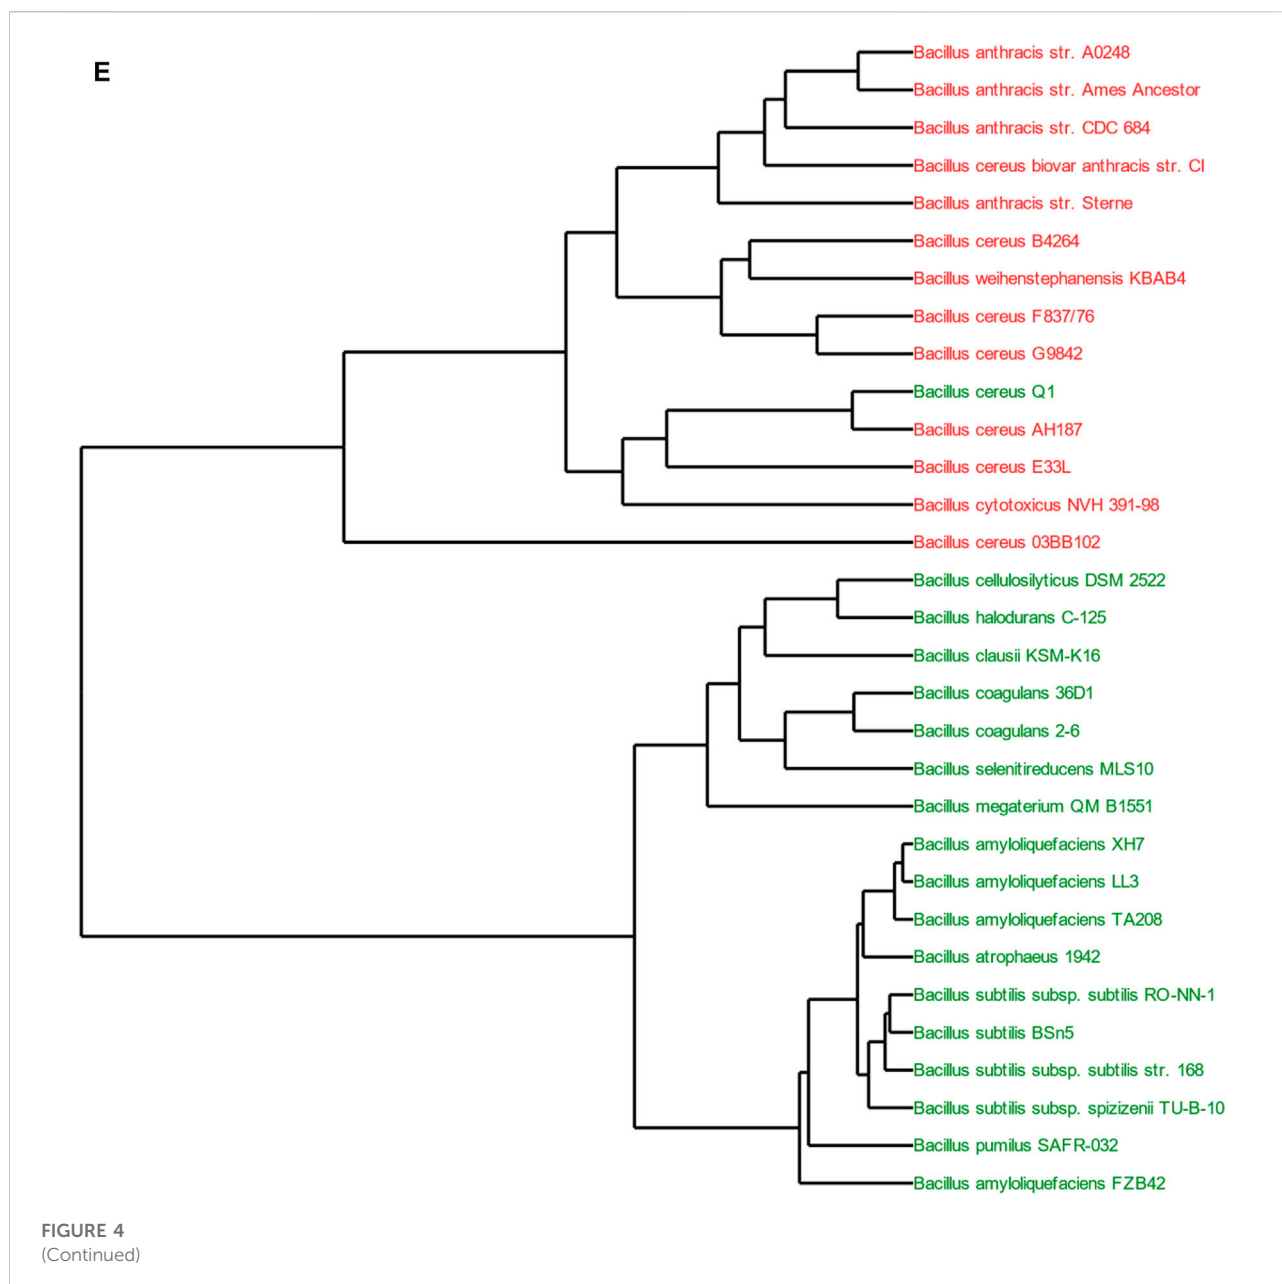 E
Bacillus anthracis str. A0248
Bacillus anthracis str. Ames Ancestor
Bacillus anthracis str. CDC 684
Bacillus cereus biovar anthracis str. CI
Bacillus anthracis str. Sterne
Bacillus cereus B4264
Bacillus weihenstephanensis KBAB4
Bacillus cereus F837/76
Bacillus cereus G9842
Bacillus cereus Q1
Bacillus cereus AH187
Bacillus cereus E33L
Bacillus cytotoxicus NVH 391-98
Bacillus cereus 03BB102
Bacillus cellulosilyticus DSM 2522
Bacillus halodurans C-125
Bacillus clausii KSM-K16
Bacillus coagulans 36D1
Bacillus coagulans 2-6
Bacillus selenitireducens MLS10
Bacillus megaterium QM B1551
Bacillus amyloliquefaciens XH7
Bacillus amyloliquefaciens LL3
Bacillus amyloliquefaciens TA208
Bacillus atrophaeus 1942
Bacillus subtilis subsp. subtilis RO-NN-1
Bacillus subtilis BSn5
Bacillus subtilis subsp. subtilis str. 168
Bacillus subtilis subsp. spizizenii TU-B-10
Bacillus pumilus SAFR-032
Bacillus amyloliquefaciens FZB42
FIGURE 4
(Continued)